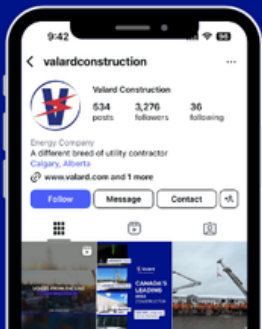 9:42
valardconstruction
Valard Construction
534 3,276 36
posts followers following
Energy Company
A different breed of utility contractor
Calgary, Alberta
www.valard.com and 1 more
Follow Message Contact
CANADA'S
LEADING